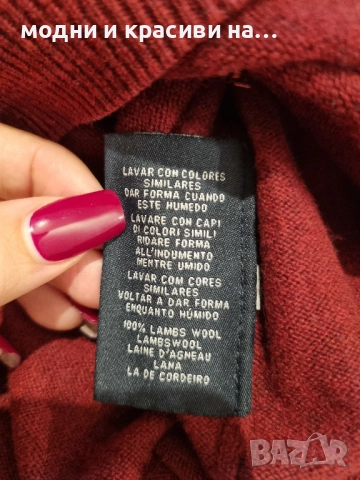 модни и красиви на...
LAVAR CON COLORES
SIMILARES
DAR FORMA CUANDO
ESTE HUMEDO
LAVARE CON CAPI
DI COLORI SIMILI
RIDARE FORMA
ALL'INDUMENTO
MENTRE UMIDO
LAVAR COM CORES
SIMILARES
VOLTAR A DAR FORMA
ENQUANTO HÚMIDO
100% LAMBS WOOL
LAMBSWOOL
LAINE D'AGNEAU
LANA
LA DE CORDEIRO
BAZAR